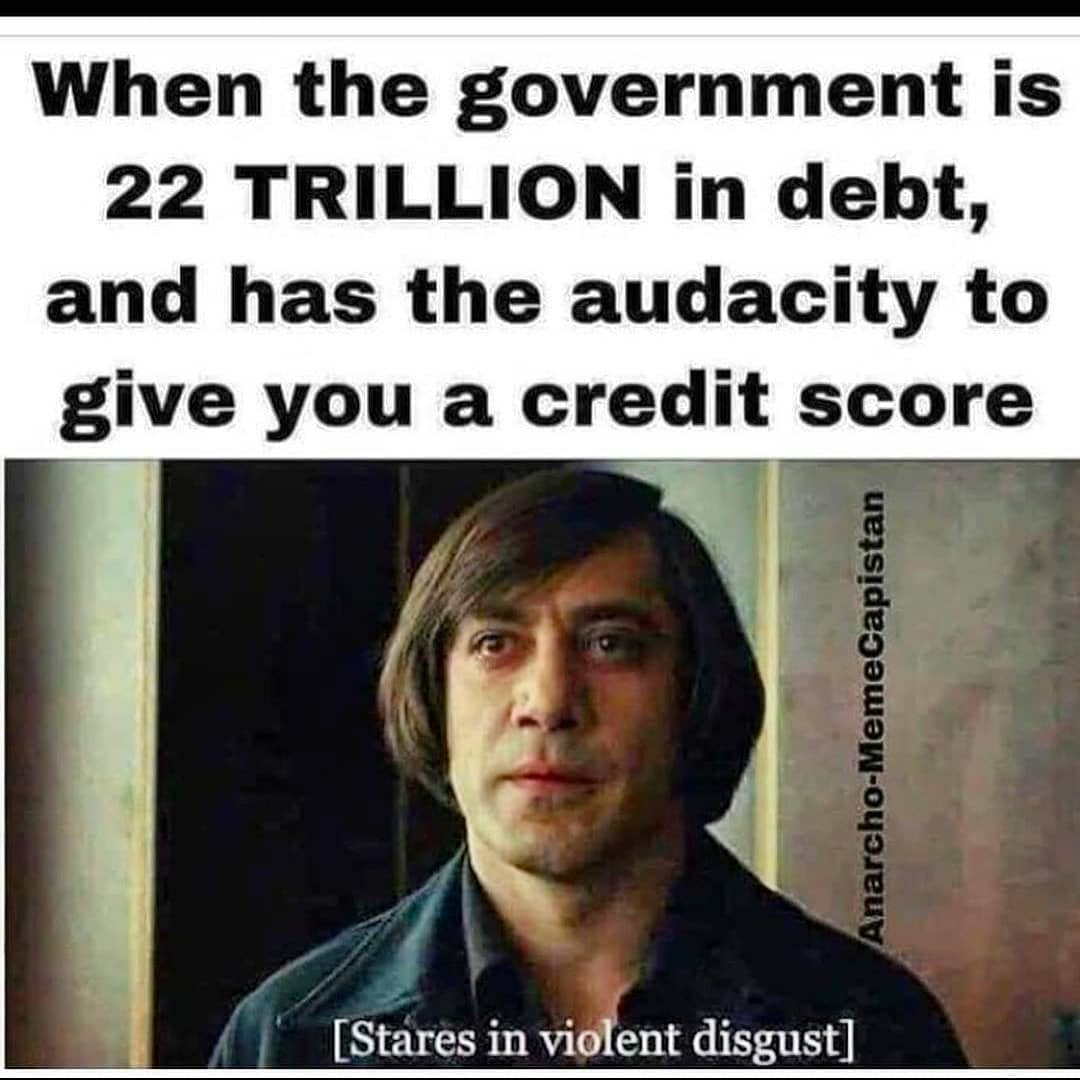 When the government is
22 TRILLION in debt,
and has the audacity to
give you a credit score
Anarcho-MemeCapistan
[Stares in violent disgust]